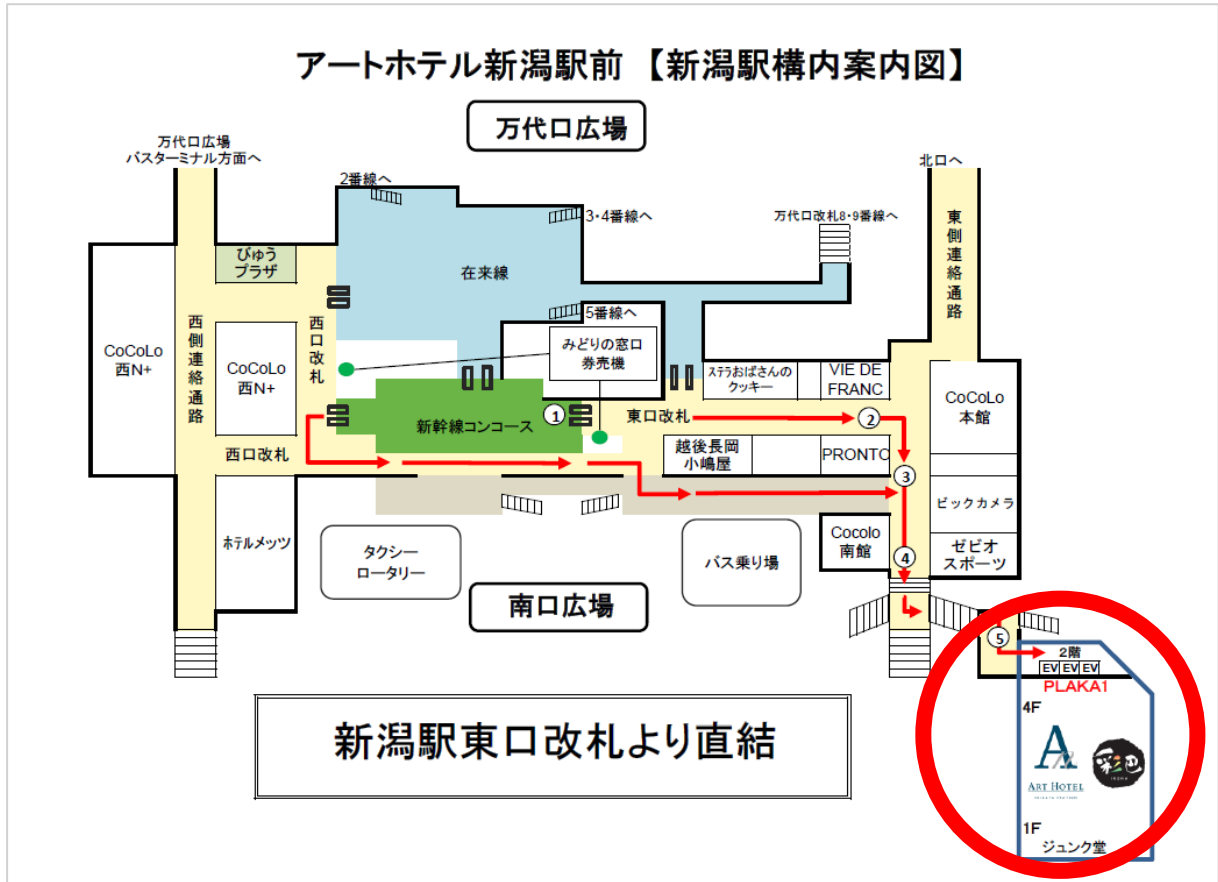 アートホテル新潟駅前 【新潟駅構内案内図】
万代口広場
万代口広場
バスターミナル方面へ
2番線へ
3・4番線へ
万代口改札8・9番線へ
北口へ
びゅう
プラザ
在来線
東側連絡通路
5番線へ
みどりの窓口
券売機
CoCoLo
西N+
西側連絡通路
CoCoLo
西N+
西口改札
ステラおばさんの
クッキー
VIE DE
FRANC
CoCoLo
本館
新幹線コンコース
①
東口改札
②
西口改札
越後長岡
小嶋屋
PRONTO
③
ビックカメラ
ホテルメッツ
タクシー
ロータリー
バス乗り場
Cocolo
南館
④
ゼビオ
スポーツ
南口広場
⑤
2階
EV EV EV
PLAKA1
4F
新潟駅東口改札より直結
A
ART HOTEL
彩巴
1F
ジュンク堂